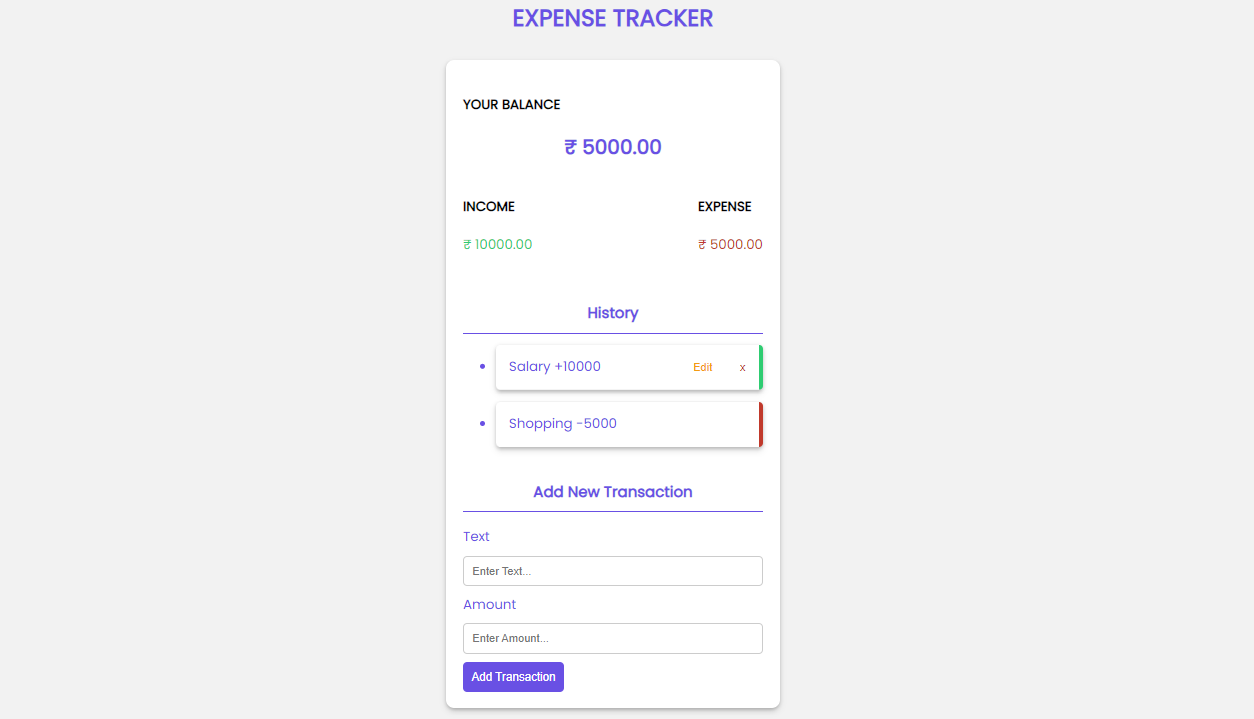 EXPENSE TRACKER
YOUR BALANCE
₹ 5000.00
INCOME EXPENSE
₹ 10000.00 ₹ 5000.00
History
Salary +10000 Edit x
Shopping -5000
Add New Transaction
Text
Enter Text...
Amount
Enter Amount...
Add Transaction